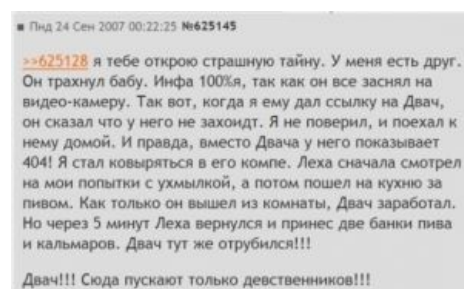 Пнд 24 Сен 2007 00:22:25 №625145
>>625128 я тебе открою страшную тайну. У меня есть друг.
Он трахнул бабу. Инфа 100%я, так как он все заснял на
видео-камеру. Так вот, когда я ему дал ссылку на Двач,
он сказал что у него не захоидт. Я не поверил, и поехал к
нему домой. И правда, вместо Двача у него показывает
404! Я стал ковыряться в его компе. Леха сначала смотрел
на мои попытки с ухмылкой, а потом пошел на кухню за
пивом. Как только он вышел из комнаты, Двач заработал.
Но через 5 минут Леха вернулся и принес две банки пива
и кальмаров. Двач тут же отрубился!!!
Двач!!! Сюда пускают только девственников!!!